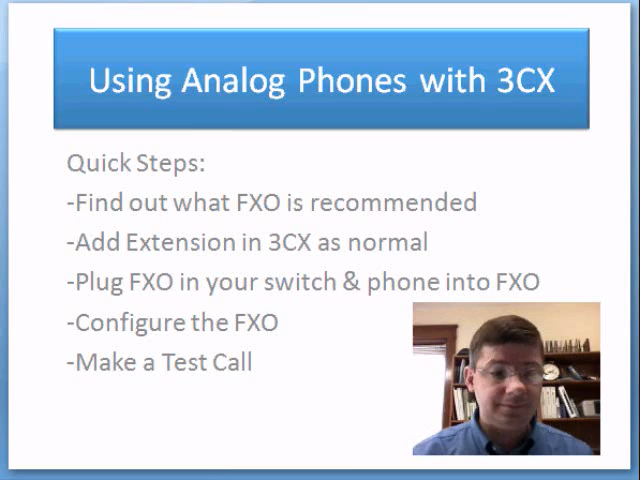 Using Analog Phones with 3CX
Quick Steps:
-Find out what FXO is recommended
-Add Extension in 3CX as normal
-Plug FXO in your switch & phone into FXO
-Configure the FXO
-Make a Test Call